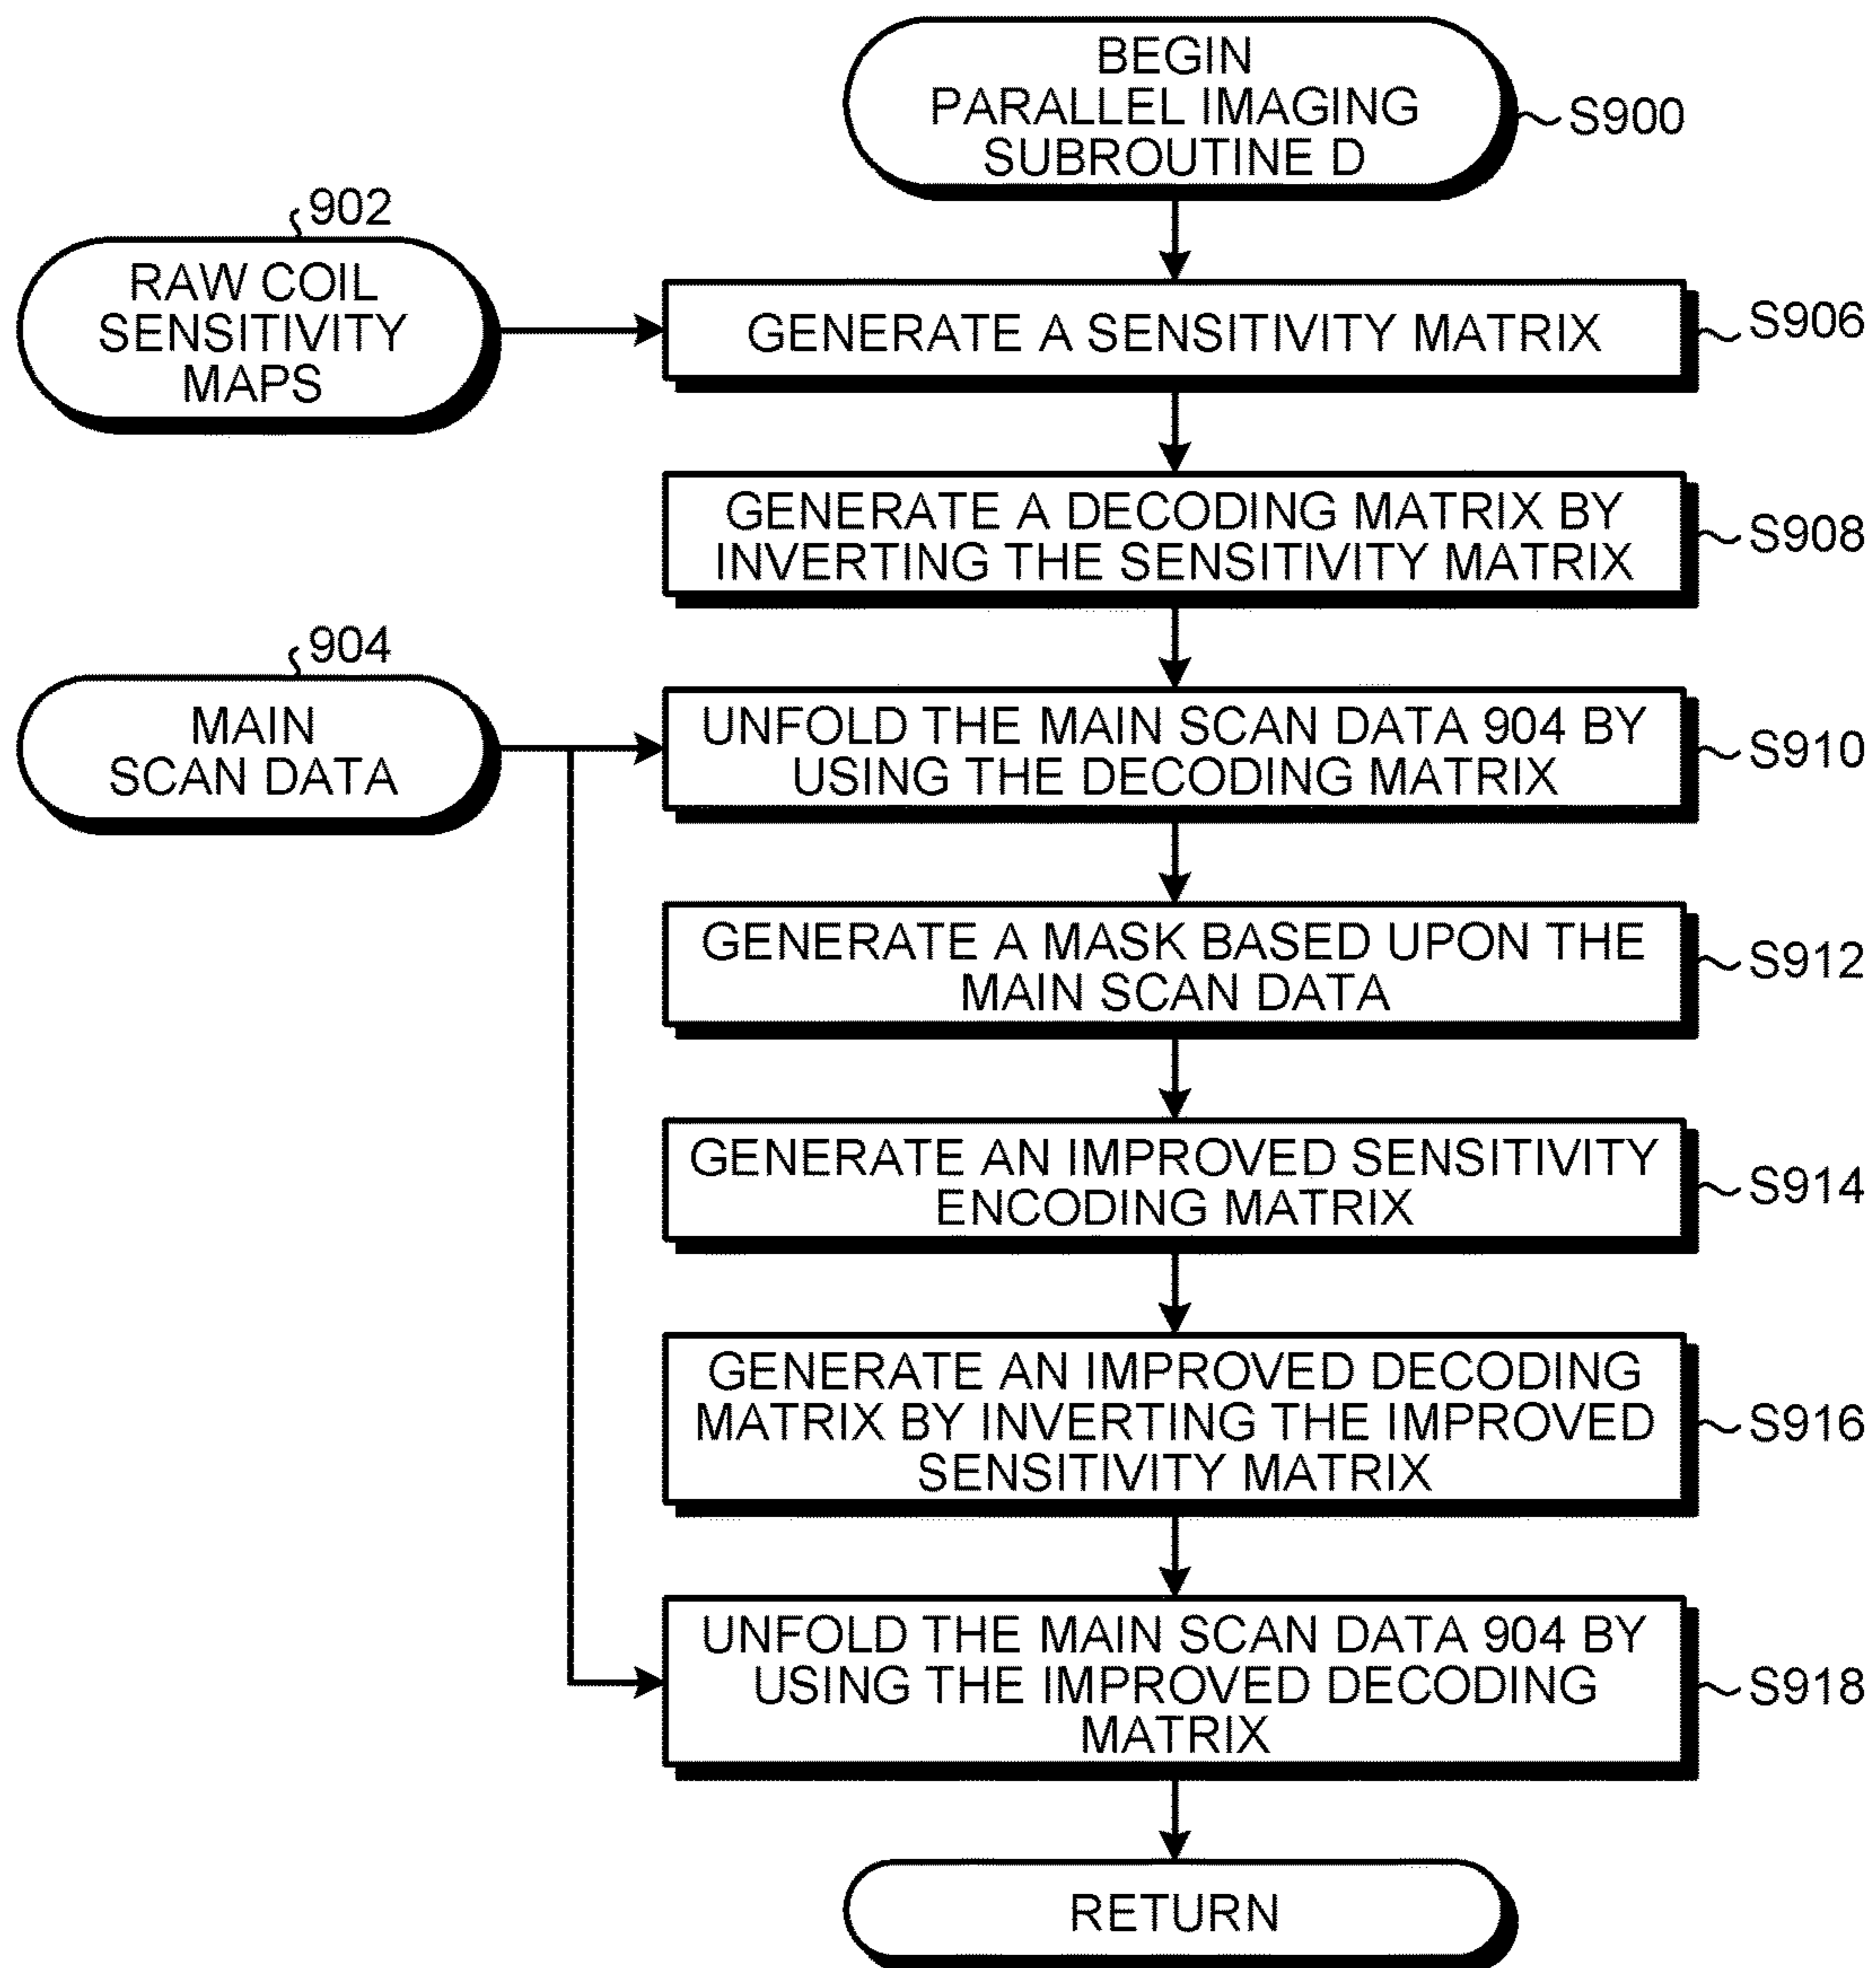 BEGIN
PARALLEL IMAGING
SUBROUTINE D
S900
902
RAW COIL
SENSITIVITY
MAPS
GENERATE A SENSITIVITY MATRIX
S906
GENERATE A DECODING MATRIX BY
INVERTING THE SENSITIVITY MATRIX
S908
904
MAIN
SCAN DATA
UNFOLD THE MAIN SCAN DATA 904 BY
USING THE DECODING MATRIX
S910
GENERATE A MASK BASED UPON THE
MAIN SCAN DATA
S912
GENERATE AN IMPROVED SENSITIVITY
ENCODING MATRIX
S914
GENERATE AN IMPROVED DECODING
MATRIX BY INVERTING THE IMPROVED
SENSITIVITY MATRIX
S916
UNFOLD THE MAIN SCAN DATA 904 BY
USING THE IMPROVED DECODING
MATRIX
S918
RETURN